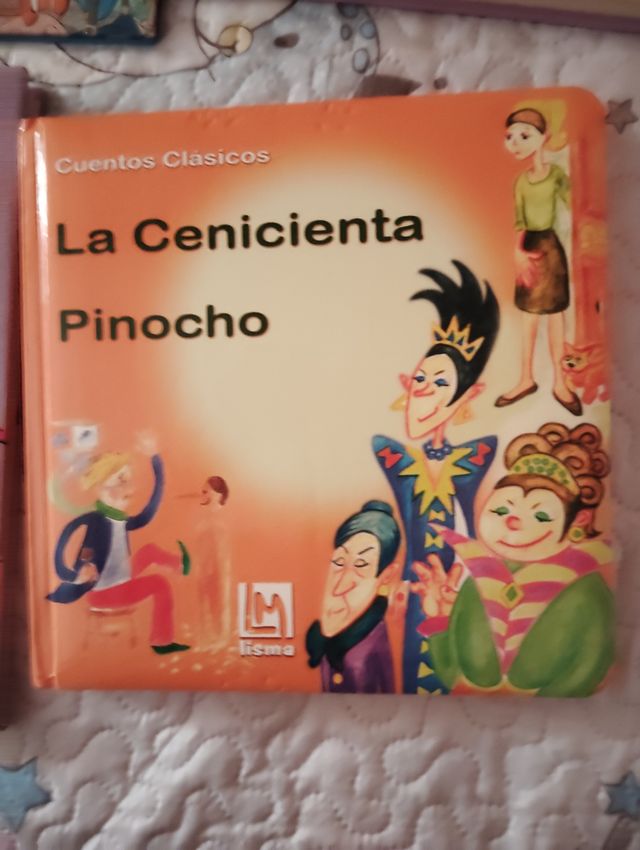 Cuentos Clásicos
La Cenicienta
Pinocho
lisma